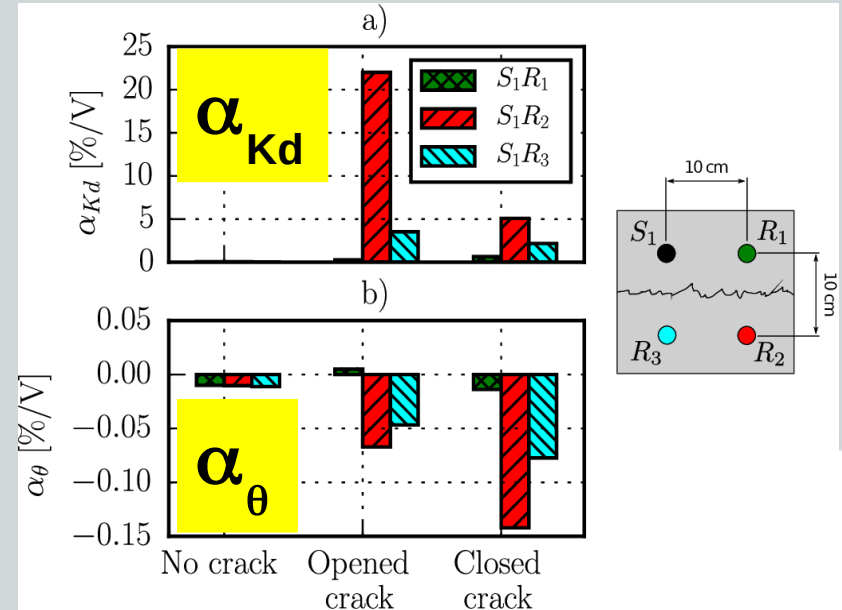 a)
25
20
15
10
5
0
α_Kd [%/V]
α_Kd
S₁R₁
S₁R₂
S₁R₃
b)
0.05
0.00
−0.05
−0.10
−0.15
α_θ [%/V]
α_θ
No crack
Opened
crack
Closed
crack
10 cm
S₁
R₁
10 cm
R₃
R₂